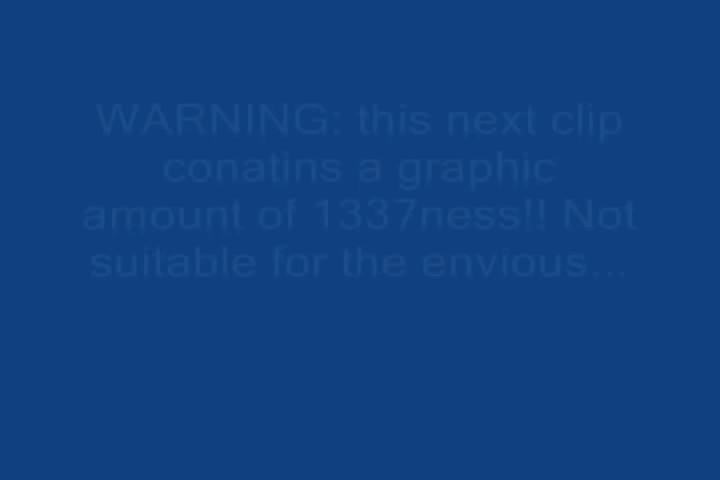 WARNING: this next clip
conatins a graphic
amount of 1337ness!! Not
suitable for the envious...